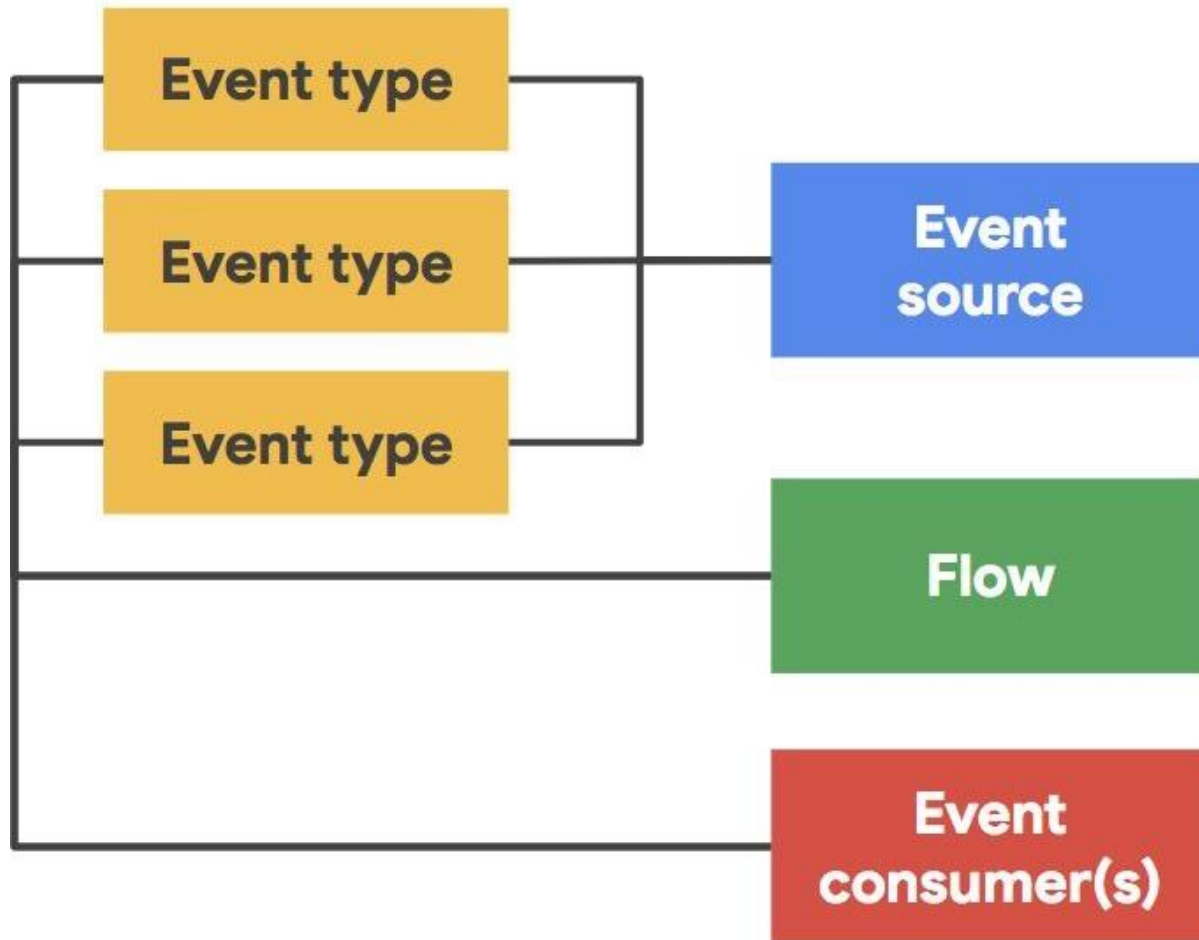 Event type
Event type
Event
source
Event type
Flow
Event
consumer(s)